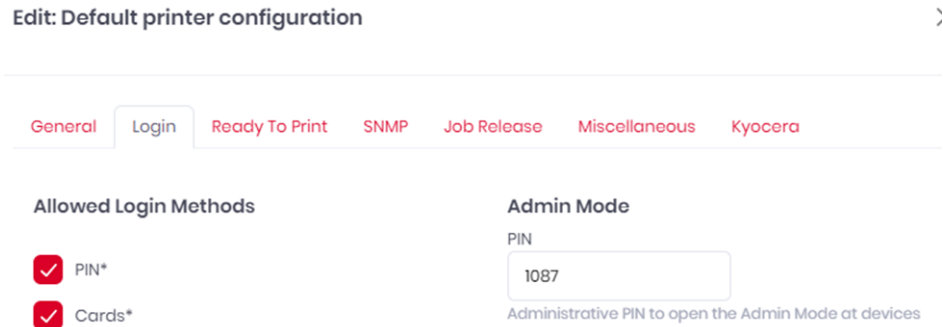 Edit: Default printer configuration
General Login Ready To Print SNMP Job Release Miscellaneous Kyocera
Allowed Login Methods
PIN*
Cards*
Admin Mode
PIN
1087
Administrative PIN to open the Admin Mode at devices